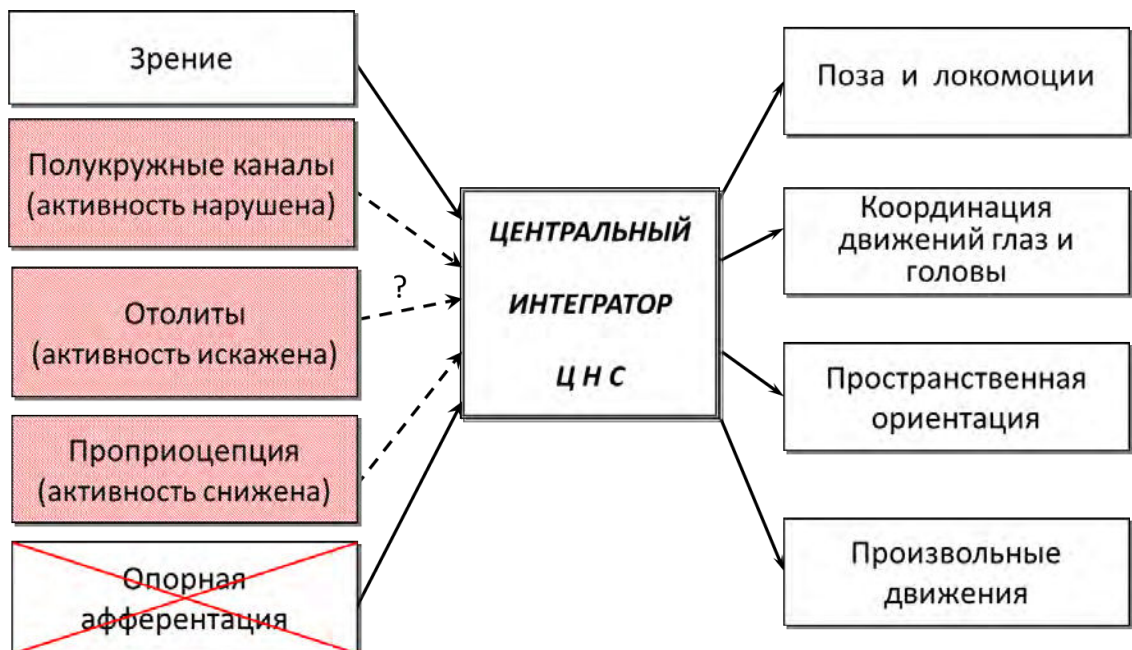 Зрение
Полукружные каналы
(активность нарушена)
Отолиты
(активность искажена)
Проприоцепция
(активность снижена)
Опорная
афферентация
?
ЦЕНТРАЛЬНЫЙ
ИНТЕГРАТОР
Ц Н С
Поза и локомоции
Координация
движений глаз и
головы
Пространственная
ориентация
Произвольные
движения